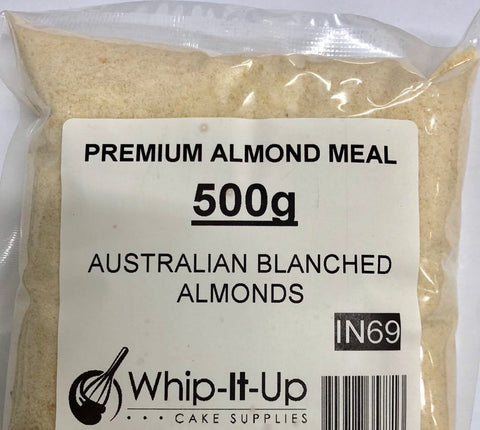 PREMIUM ALMOND MEAL
500g
AUSTRALIAN BLANCHED
ALMONDS
IN69
Whip-It-Up
CAKE SUPPLIES